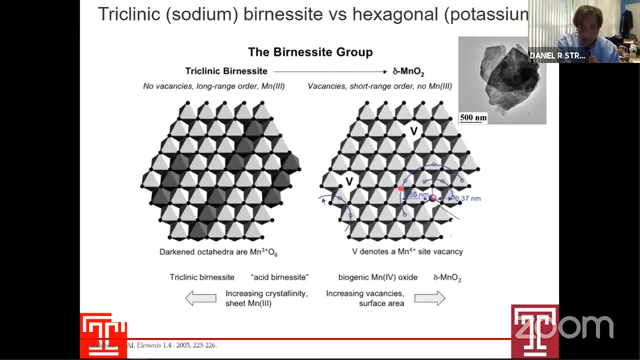 Triclinic (sodium) birnessite vs hexagonal (potassium
DANIEL R STR...
The Birnessite Group
Triclinic Birnessite
δ-MnO2
No vacancies, long-range order, Mn(III)
Vacancies, short-range order, no Mn(III)
500 nm
V
V
0.37 nm
Darkened octahedra are Mn3+O6
V denotes a Mn4+ site vacancy
Triclinic birnessite
"acid birnessite"
biogenic Mn(IV) oxide
δ-MnO2
Increasing crystallinity,
sheet Mn(III)
Increasing vacancies,
surface area
Elements 1.4. 2005, 223-226.
zoom